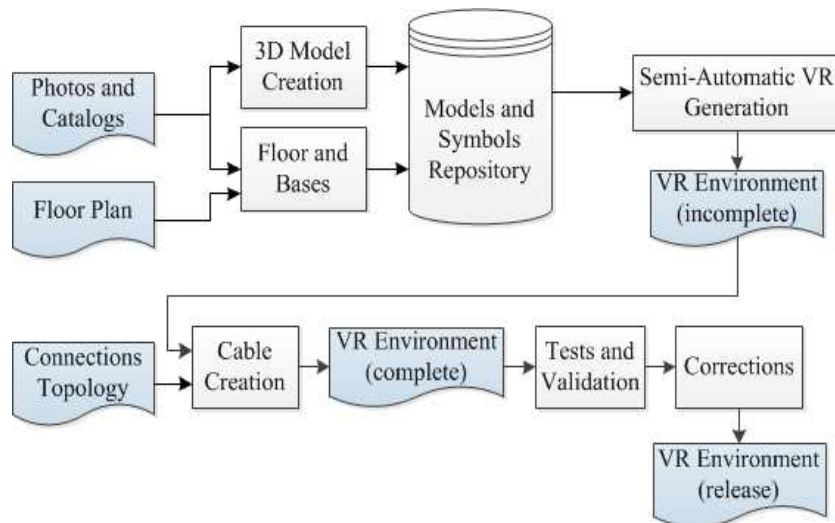 Photos and
Catalogs
3D Model
Creation
Models and
Symbols
Repository
Semi-Automatic VR
Generation
Floor Plan
Floor and
Bases
VR Environment
(incomplete)
Connections
Topology
Cable
Creation
VR Environment
(complete)
Tests and
Validation
Corrections
VR Environment
(release)